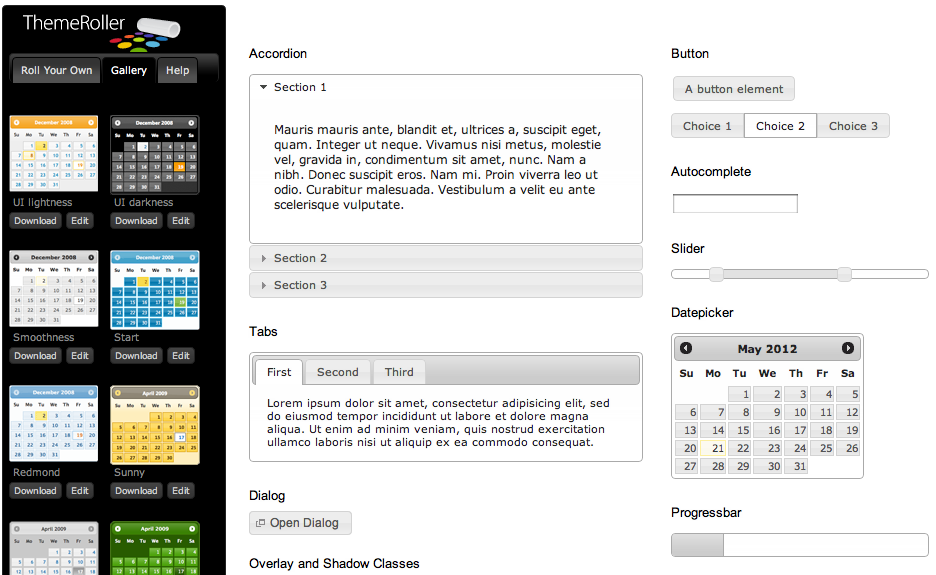 ThemeRoller
Roll Your Own
Gallery
Help
December 2008
December 2008
UI lightness
UI darkness
Download
Edit
Download
Edit
December 2008
December 2008
Smoothness
Start
Download
Edit
Download
Edit
December 2008
April 2009
Redmond
Sunny
Download
Edit
Download
Edit
April 2009
April 2009
Accordion
Section 1
Mauris mauris ante, blandit et, ultrices a, suscipit eget,
quam. Integer ut neque. Vivamus nisi metus, molestie
vel, gravida in, condimentum sit amet, nunc. Nam a
nibh. Donec suscipit eros. Nam mi. Proin viverra leo ut
odio. Curabitur malesuada. Vestibulum a velit eu ante
scelerisque vulputate.
Section 2
Section 3
Tabs
First
Second
Third
Lorem ipsum dolor sit amet, consectetur adipisicing elit, sed
do eiusmod tempor incididunt ut labore et dolore magna
aliqua. Ut enim ad minim veniam, quis nostrud exercitation
ullamco laboris nisi ut aliquip ex ea commodo consequat.
Dialog
Open Dialog
Overlay and Shadow Classes
Button
A button element
Choice 1
Choice 2
Choice 3
Autocomplete
Slider
Datepicker
May 2012
Su Mo Tu We Th Fr Sa
1 2 3 4 5
6 7 8 9 10 11 12
13 14 15 16 17 18 19
20 21 22 23 24 25 26
27 28 29 30 31
Progressbar